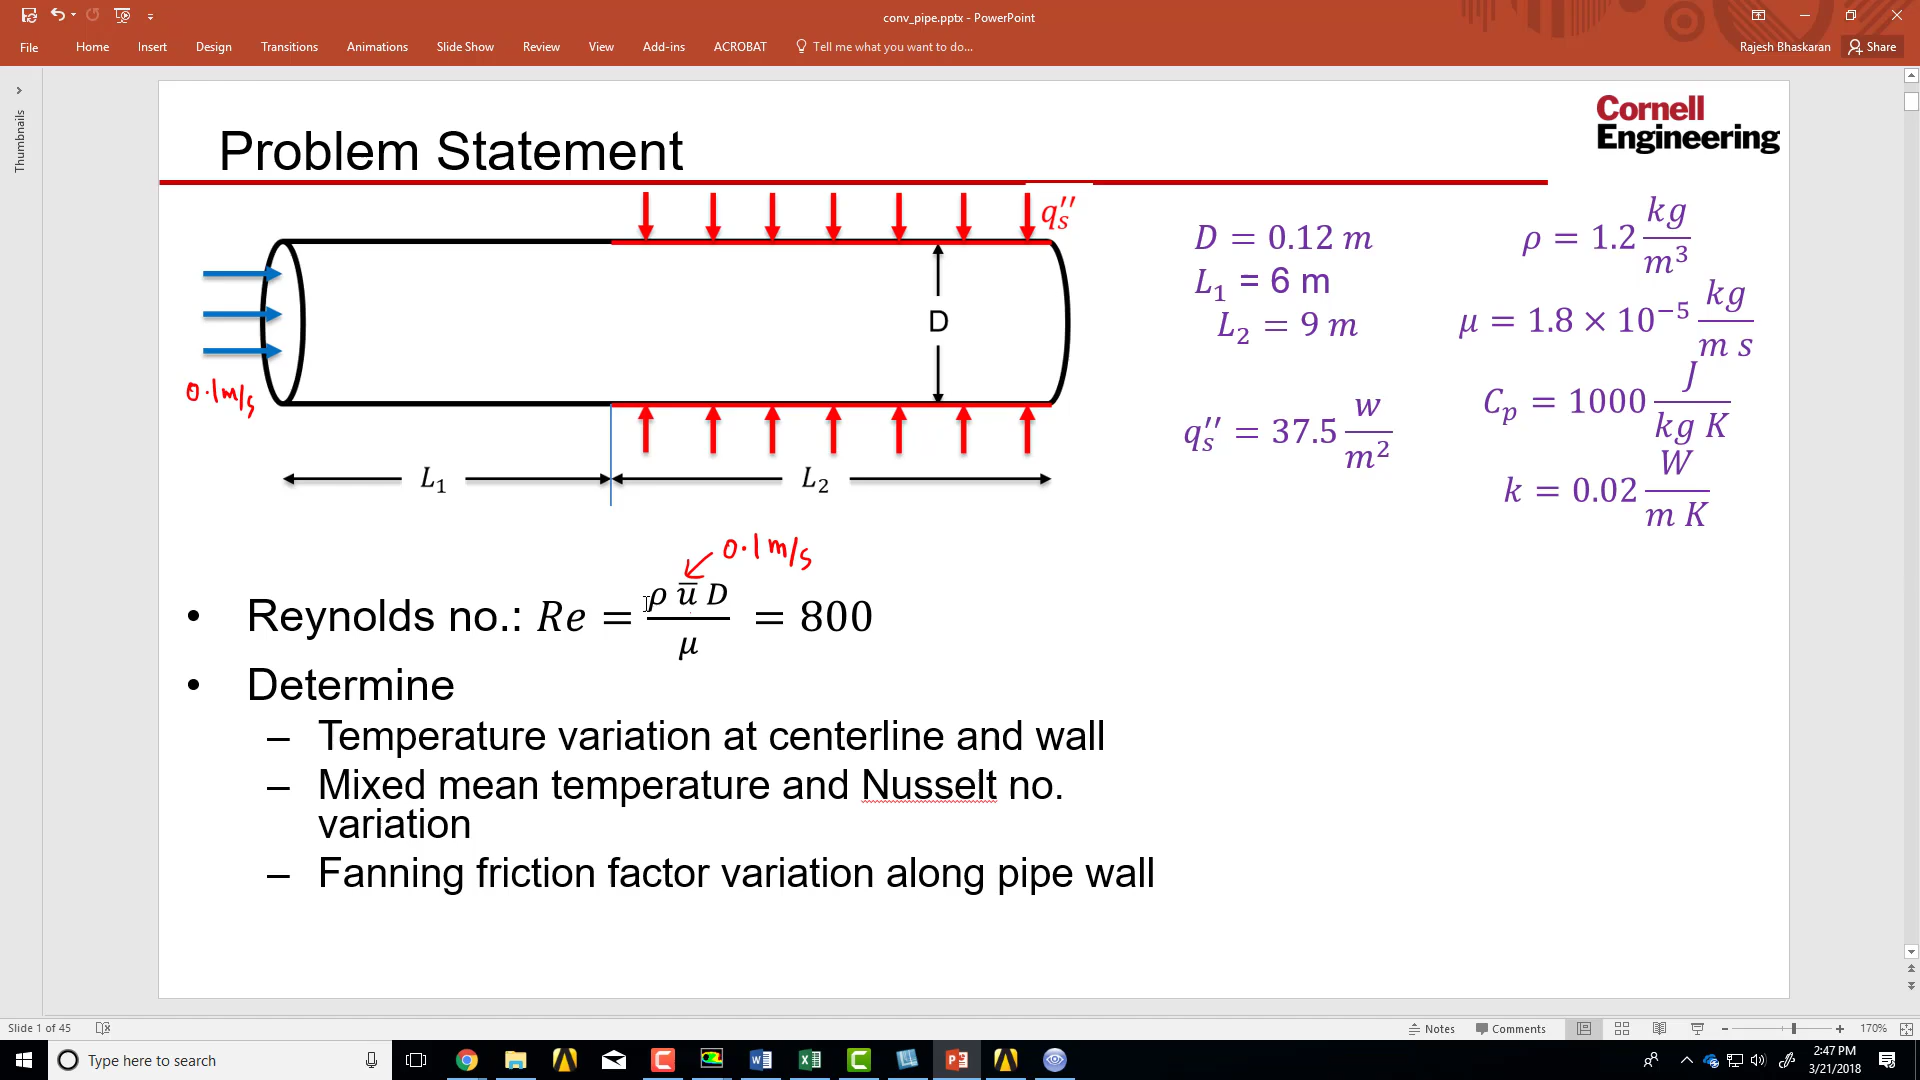 conv_pipe.pptx - PowerPoint
File Home Insert Design Transitions Animations Slide Show Review View Add-ins ACROBAT Tell me what you want to do... Rajesh Bhaskaran Share
Thumbnails
Cornell
Engineering
Problem Statement
q″ₛ
D
0.1m/s
L₁
L₂
D = 0.12 m
L₁ = 6 m
L₂ = 9 m
q″ₛ = 37.5 w/m²
ρ = 1.2 kg/m³
μ = 1.8 × 10⁻⁵ kg/m s
Cₚ = 1000 J/kg K
k = 0.02 W/m K
0.1m/s
• Reynolds no.: Re = ρ u̅ D/μ = 800
• Determine
– Temperature variation at centerline and wall
– Mixed mean temperature and Nusselt no.
variation
– Fanning friction factor variation along pipe wall
Slide 1 of 45 Notes Comments 170%
Type here to search
2:47 PM
3/21/2018